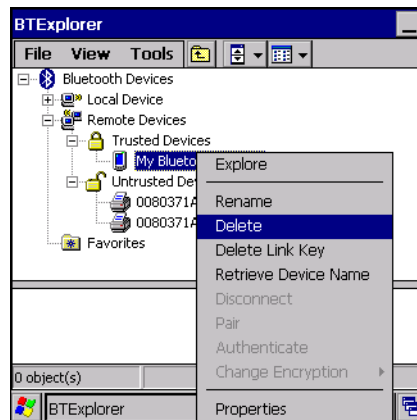 BTExplorer
File View Tools
Bluetooth Devices
Local Device
Remote Devices
Trusted Devices
My Blueto
Untrusted De
0080371A
0080371A
Favorites
Explore
Rename
Delete
Delete Link Key
Retrieve Device Name
Disconnect
Pair
Authenticate
Change Encryption
Properties
0 object(s)
BTExplorer